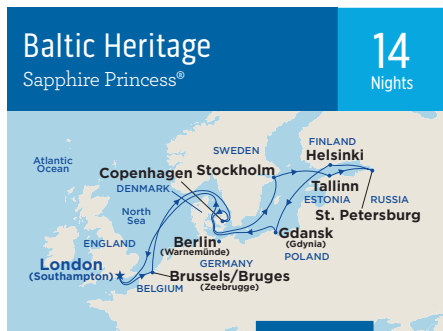 Baltic Heritage
Sapphire Princess®
14
Nights
Atlantic
Ocean
SWEDEN
FINLAND
Helsinki
Copenhagen
Stockholm
DENMARK
Tallinn
ESTONIA
RUSSIA
St. Petersburg
North
Sea
ENGLAND
Berlin
(Warnemünde)
GERMANY
Gdansk
(Gdynia)
POLAND
London
(Southampton)
Brussels/Bruges
(Zeebrugge)
BELGIUM